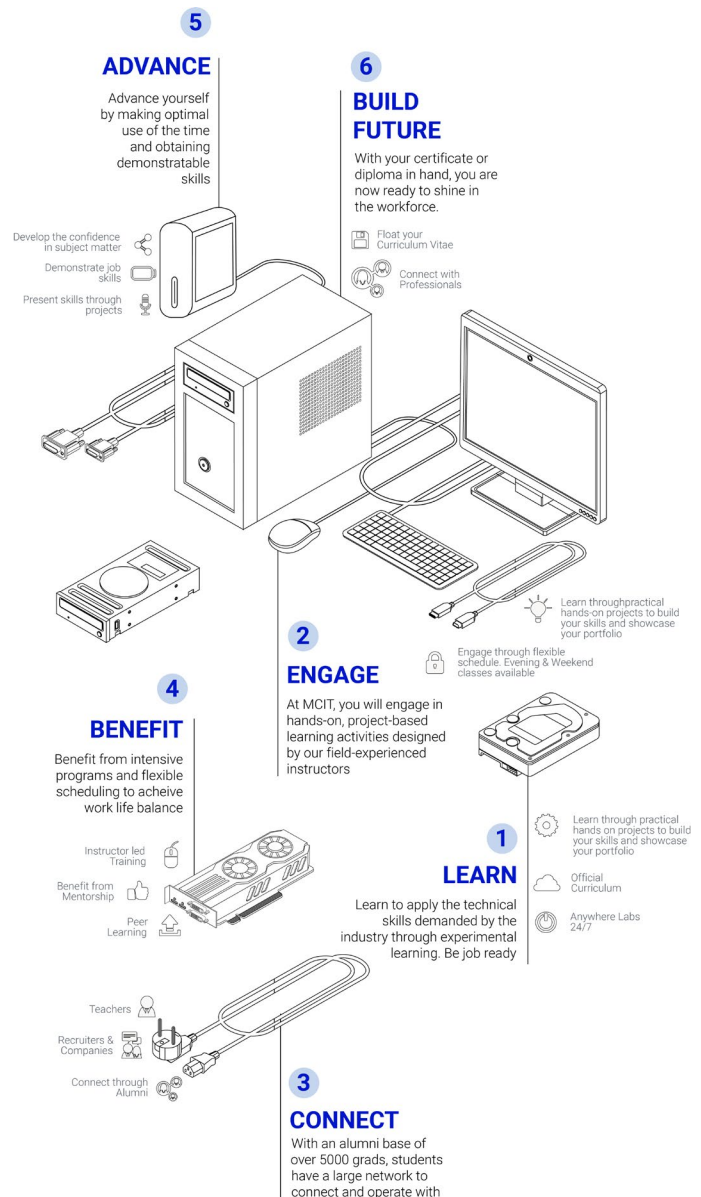 5
ADVANCE
Advance yourself
by making optimal
use of the time
and obtaining
demonstratable
skills
Develop the confidence
in subject matter
Demonstrate job
skills
Present skills through
projects
6
BUILD
FUTURE
With your certificate or
diploma in hand, you are
now ready to shine in
the workforce.
Float your
Curriculum Vitae
Connect with
Professionals
Learn throughpractical
hands-on projects to build
your skills and showcase
your portfolio
Engage through flexible
schedule. Evening & Weekend
classes available
2
ENGAGE
At MCIT, you will engage in
hands-on, project-based
learning activities designed
by our field-experienced
instructors
4
BENEFIT
Benefit from intensive
programs and flexible
scheduling to acheive
work life balance
Instructor led
Training
Benefit from
Mentorship
Peer
Learning
1
LEARN
Learn to apply the technical
skills demanded by the
industry through experimental
learning. Be job ready
Learn through practical
hands on projects to build
your skills and showcase
your portfolio
Official
Curriculum
Anywhere Labs
24/7
Teachers
Recruiters &
Companies
Connect through
Alumni
3
CONNECT
With an alumni base of
over 5000 grads, students
have a large network to
connect and operate with